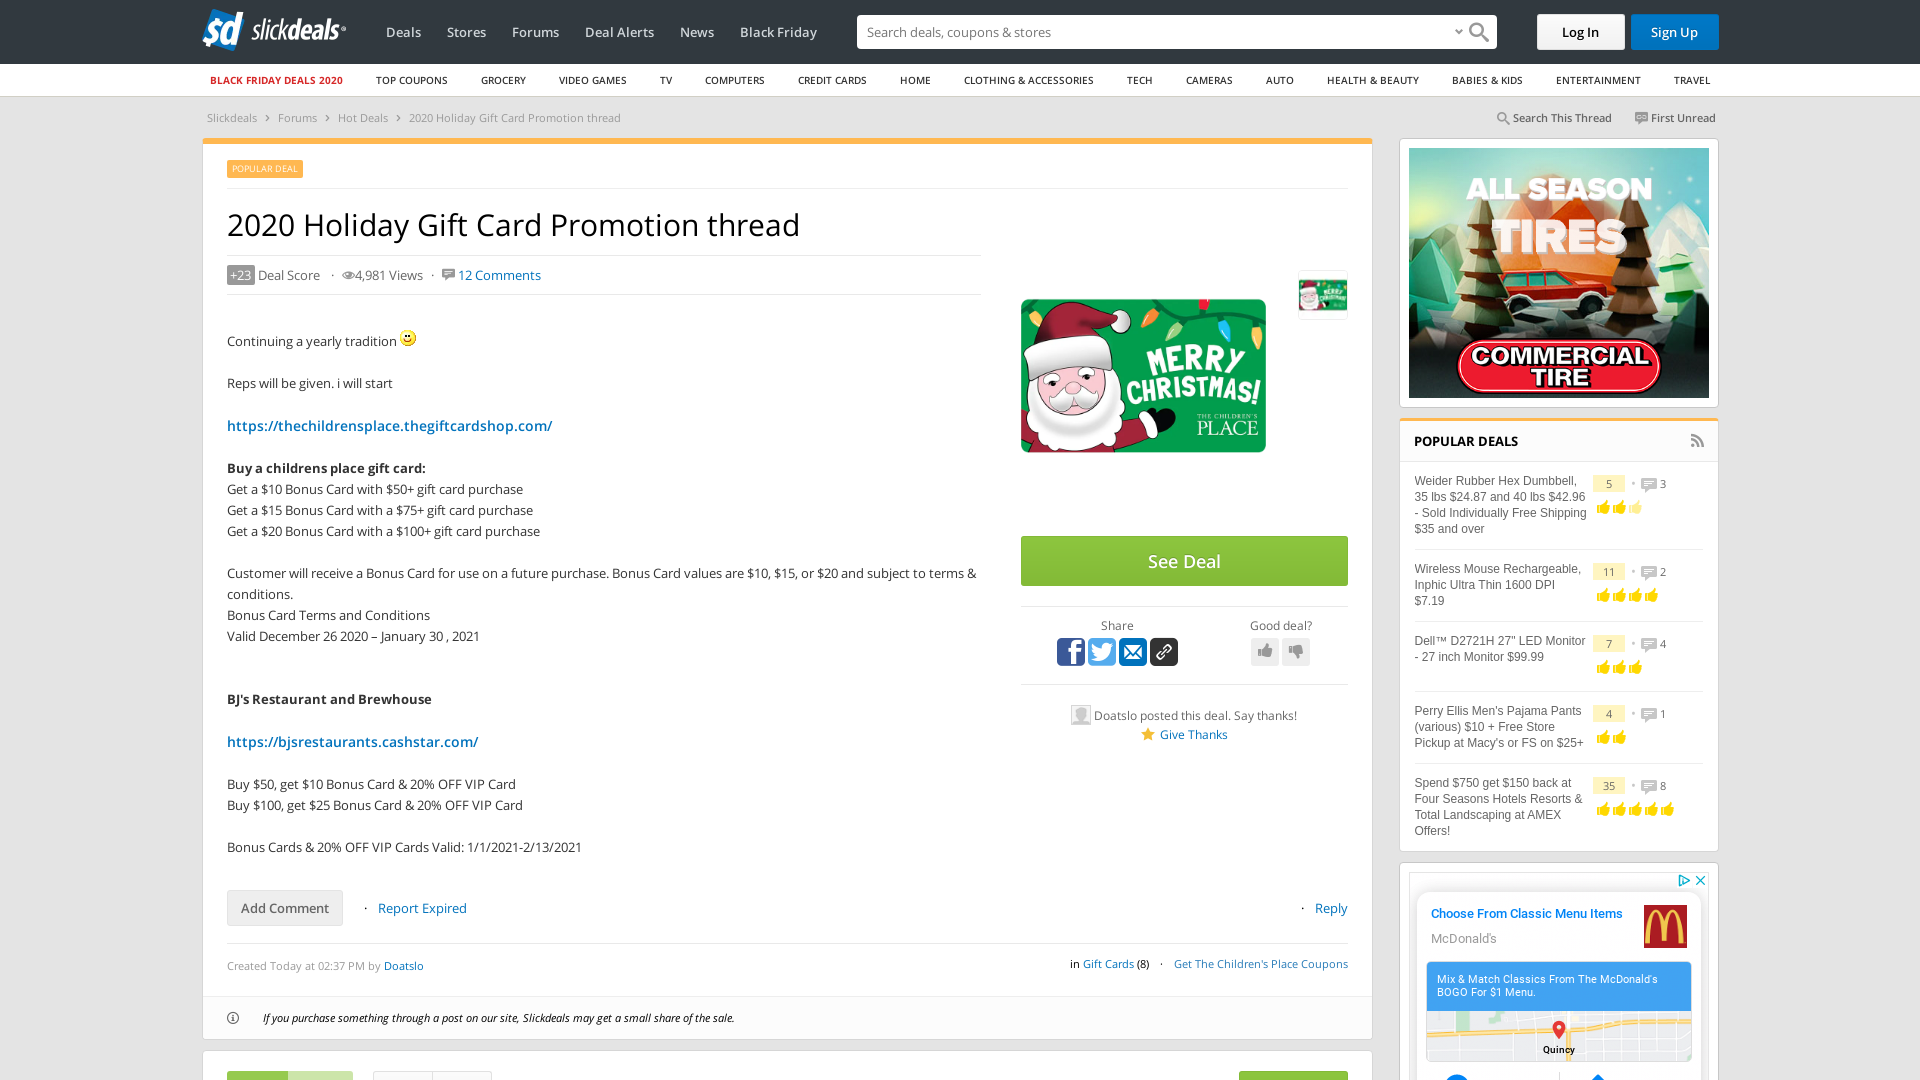 sd slickdeals
Deals Stores Forums Deal Alerts News Black Friday
Search deals, coupons & stores
Log In
Sign Up
BLACK FRIDAY DEALS 2020 TOP COUPONS GROCERY VIDEO GAMES TV COMPUTERS CREDIT CARDS HOME CLOTHING & ACCESSORIES TECH CAMERAS AUTO HEALTH & BEAUTY BABIES & KIDS ENTERTAINMENT TRAVEL
Slickdeals › Forums › Hot Deals › 2020 Holiday Gift Card Promotion thread
Search This Thread First Unread
POPULAR DEAL
2020 Holiday Gift Card Promotion thread
+23 Deal Score · 4,981 Views · 12 Comments
Continuing a yearly tradition
Reps will be given. i will start
https://thechildrensplace.thegiftcardshop.com/
Buy a childrens place gift card:
Get a $10 Bonus Card with $50+ gift card purchase
Get a $15 Bonus Card with a $75+ gift card purchase
Get a $20 Bonus Card with a $100+ gift card purchase
Customer will receive a Bonus Card for use on a future purchase. Bonus Card values are $10, $15, or $20 and subject to terms &
conditions.
Bonus Card Terms and Conditions
Valid December 26 2020 – January 30 , 2021
BJ's Restaurant and Brewhouse
https://bjsrestaurants.cashstar.com/
Buy $50, get $10 Bonus Card & 20% OFF VIP Card
Buy $100, get $25 Bonus Card & 20% OFF VIP Card
Bonus Cards & 20% OFF VIP Cards Valid: 1/1/2021-2/13/2021
Add Comment · Report Expired
· Reply
Created Today at 02:37 PM by Doatslo
in Gift Cards (8) · Get The Children's Place Coupons
If you purchase something through a post on our site, Slickdeals may get a small share of the sale.
MERRY
CHRISTMAS!
THE CHILDREN'S
PLACE
MERRY
CHRISTMAS!
See Deal
Share
Good deal?
Doatslo posted this deal. Say thanks!
Give Thanks
ALL SEASON
TIRES
COMMERCIAL
TIRE
POPULAR DEALS
Weider Rubber Hex Dumbbell,
35 lbs $24.87 and 40 lbs $42.96
- Sold Individually Free Shipping
$35 and over
5 • 3
Wireless Mouse Rechargeable,
Inphic Ultra Thin 1600 DPI
$7.19
11 • 2
Dell™ D2721H 27" LED Monitor
- 27 inch Monitor $99.99
7 • 4
Perry Ellis Men's Pajama Pants
(various) $10 + Free Store
Pickup at Macy's or FS on $25+
4 • 1
Spend $750 get $150 back at
Four Seasons Hotels Resorts &
Total Landscaping at AMEX
Offers!
35 • 8
Choose From Classic Menu Items
McDonald's
Mix & Match Classics From The McDonald's
BOGO For $1 Menu.
Quincy